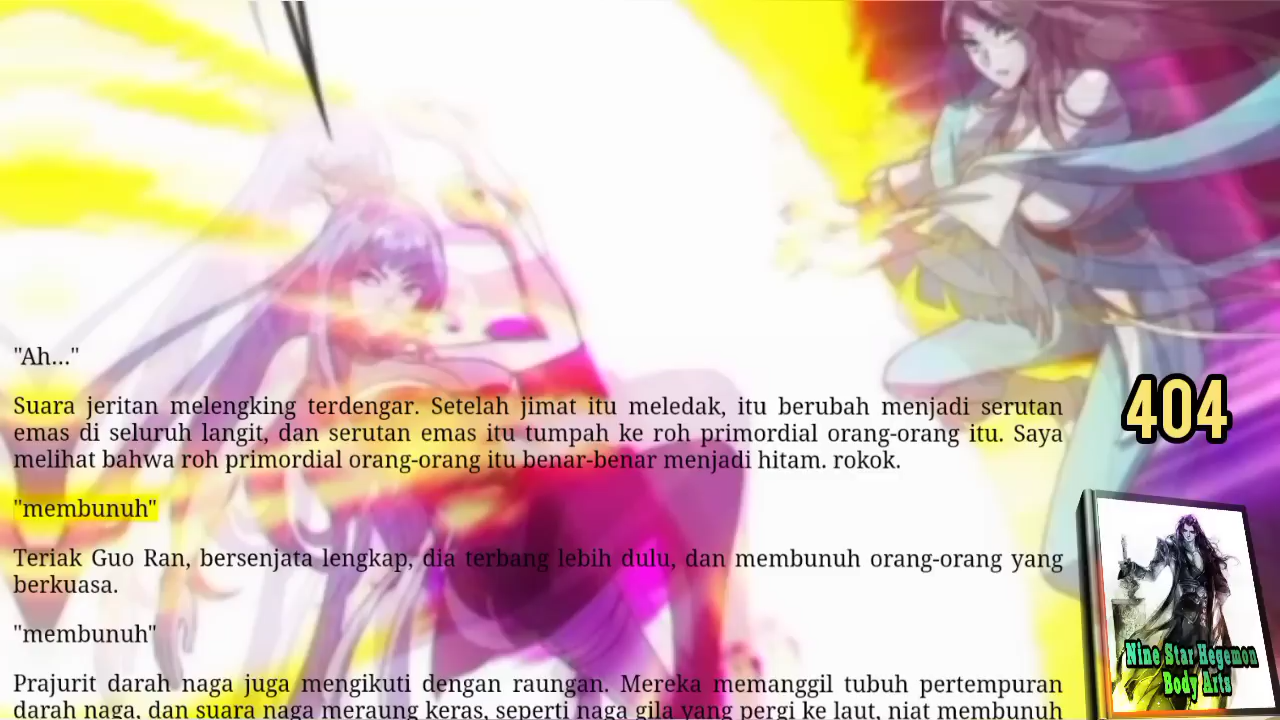 "Ah..."
Suara jeritan melengking terdengar. Setelah jimat itu meledak, itu berubah menjadi serutan
emas di seluruh langit, dan serutan emas itu tumpah ke roh primordial orang-orang itu. Saya
melihat bahwa roh primordial orang-orang itu benar-benar menjadi hitam. rokok.
"membunuh"
Teriak Guo Ran, bersenjata lengkap, dia terbang lebih dulu, dan membunuh orang-orang yang
berkuasa.
"membunuh"
Prajurit darah naga juga mengikuti dengan raungan. Mereka memanggil tubuh pertempuran
darah naga, dan suara naga meraung keras, seperti naga gila yang pergi ke laut, niat membunuh
404
Nine Star Hegemon
Body Arts